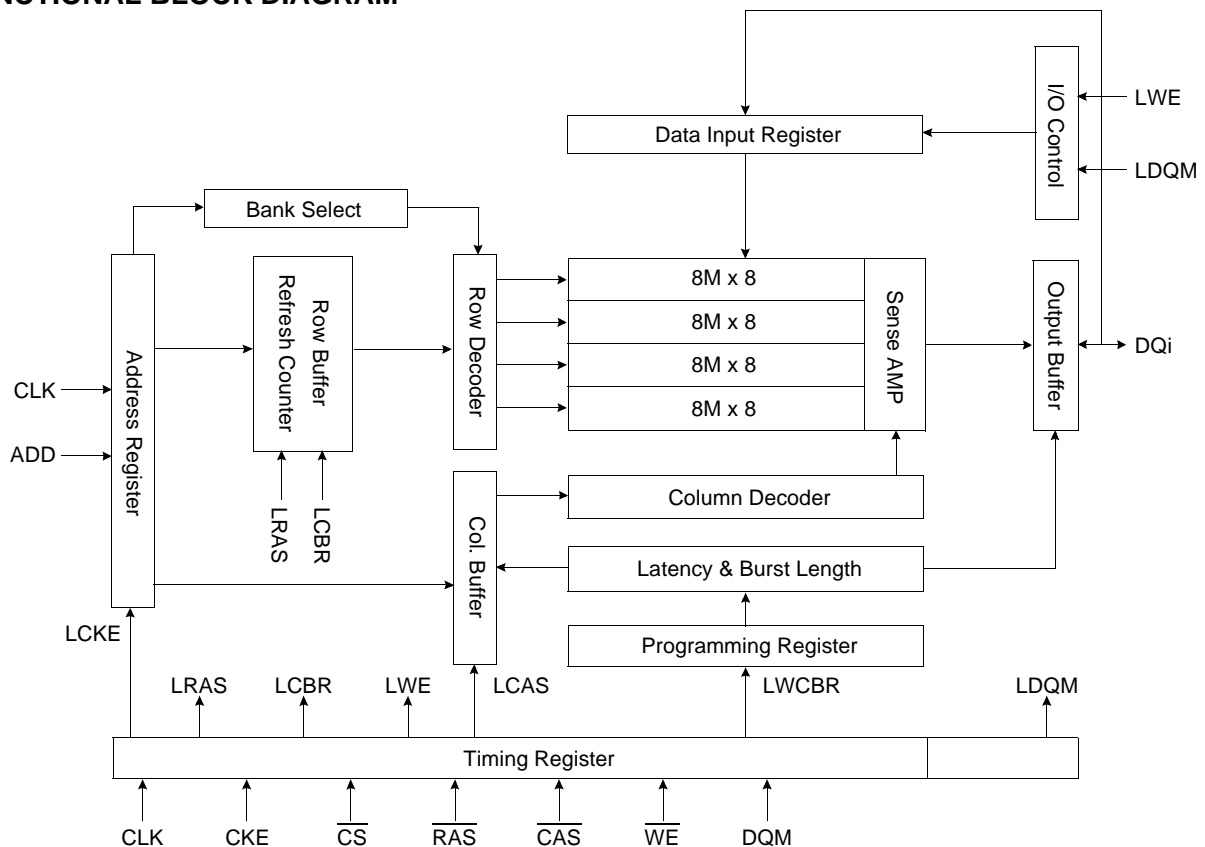 NCTIONAL BLOCK DIAGRAM
I/O Control
LWE
LDQM
Data Input Register
Bank Select
Address Register
CLK
ADD
Row Buffer
Refresh Counter
LRAS
LCBR
Row Decoder
8M x 8
8M x 8
8M x 8
8M x 8
Sense AMP
Output Buffer
DQi
Col. Buffer
Column Decoder
Latency & Burst Length
Programming Register
LCKE
LRAS
LCBR
LWE
LCAS
LWCBR
LDQM
Timing Register
CLK
CKE
CS
RAS
CAS
WE
DQM